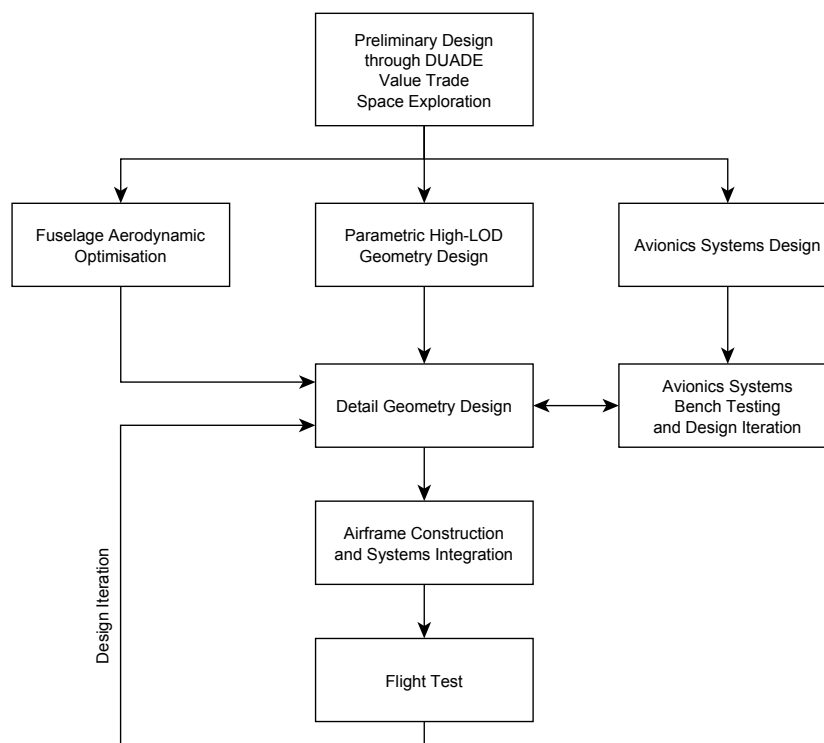 Preliminary Design
through DUADE
Value Trade
Space Exploration
Fuselage Aerodynamic
Optimisation
Parametric High-LOD
Geometry Design
Avionics Systems Design
Detail Geometry Design
Avionics Systems
Bench Testing
and Design Iteration
Airframe Construction
and Systems Integration
Design Iteration
Flight Test